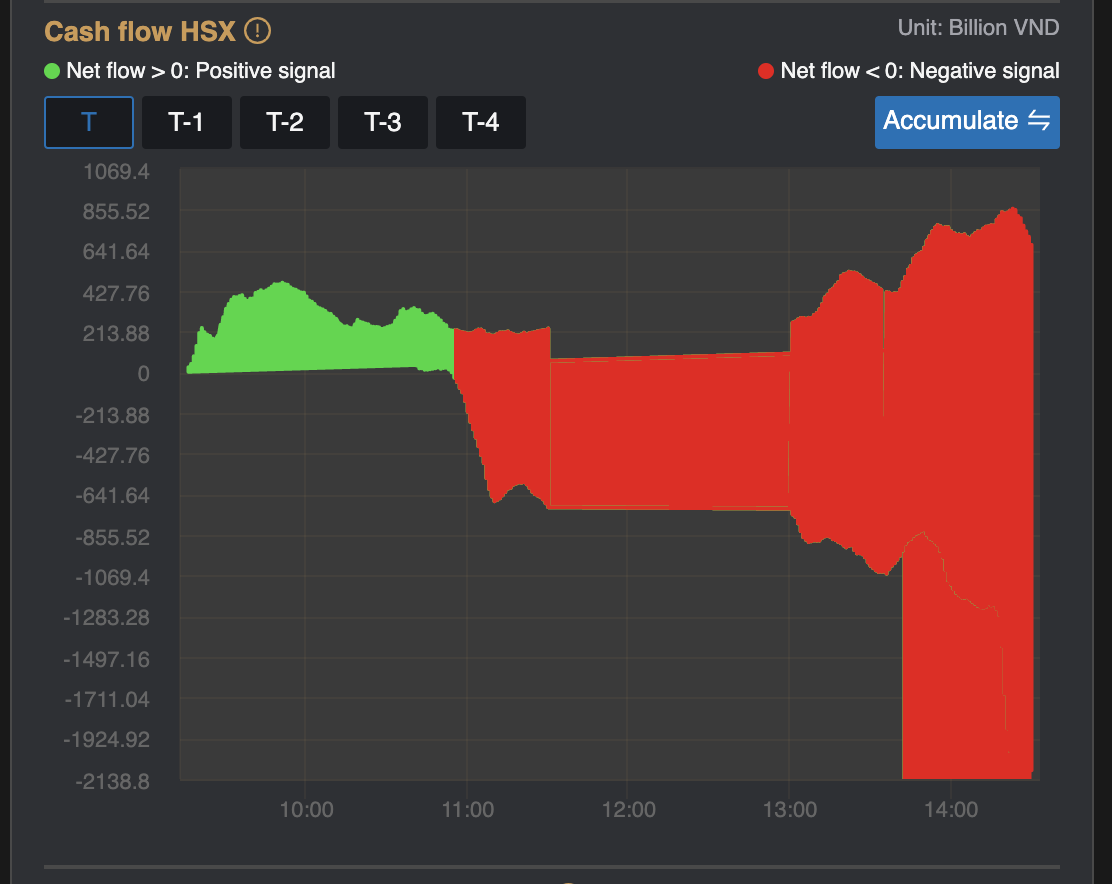 Cash flow HSX
Unit: Billion VND
Net flow > 0: Positive signal
Net flow < 0: Negative signal
T
T-1
T-2
T-3
T-4
Accumulate
1069.4
855.52
641.64
427.76
213.88
0
-213.88
-427.76
-641.64
-855.52
-1069.4
-1283.28
-1497.16
-1711.04
-1924.92
-2138.8
10:00
11:00
12:00
13:00
14:00